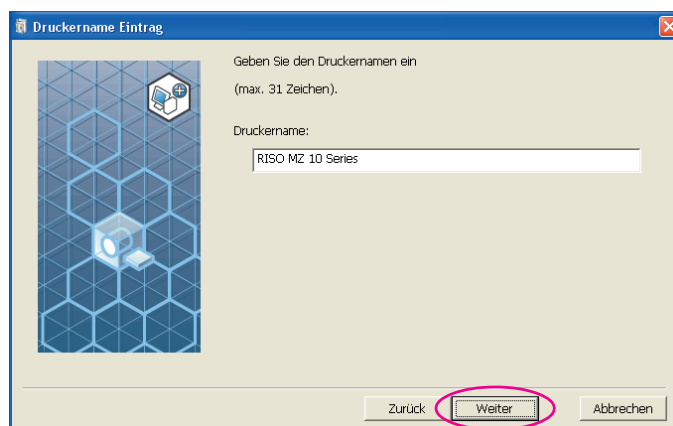 Druckername Eintrag
Geben Sie den Druckernamen ein
(max. 31 Zeichen).
Druckername:
RISO MZ 10 Series
Zurück
Weiter
Abbrechen